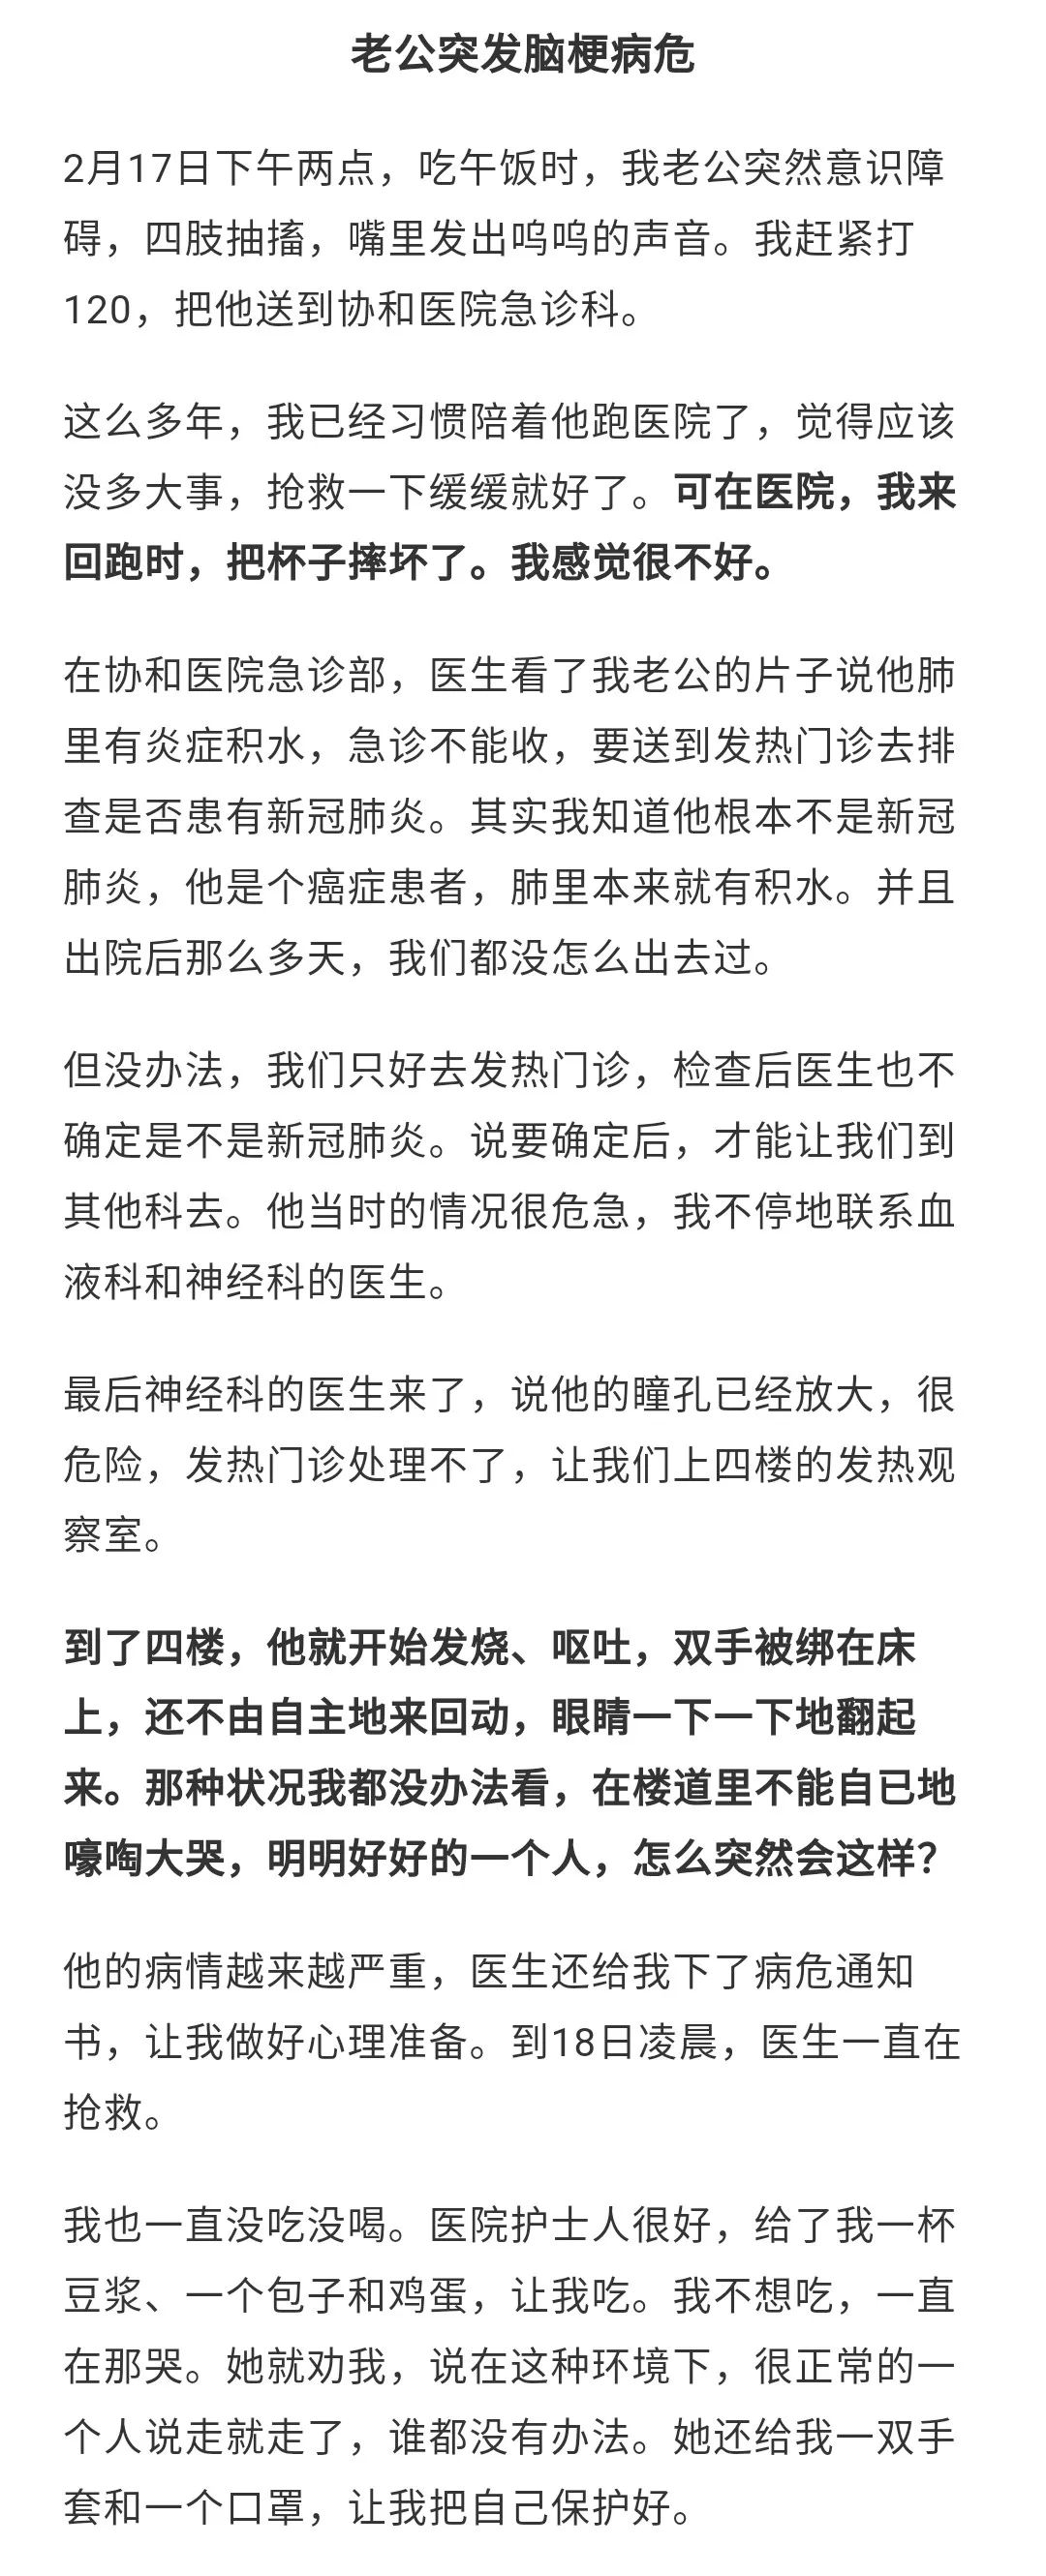 老公突发脑梗病危
2月17日下午两点，吃午饭时，我老公突然意识障
碍，四肢抽搐，嘴里发出呜呜的声音。我赶紧打
120，把他送到协和医院急诊科。
这么多年，我已经习惯陪着他跑医院了，觉得应该
没多大事，抢救一下缓缓就好了。可在医院，我来
回跑时，把杯子摔坏了。我感觉很不好。
在协和医院急诊部，医生看了我老公的片子说他肺
里有炎症积水，急诊不能收，要送到发热门诊去排
查是否患有新冠肺炎。其实我知道他根本不是新冠
肺炎，他是个癌症患者，肺里本来就有积水。并且
出院后那么多天，我们都没怎么出去过。
但没办法，我们只好去发热门诊，检查后医生也不
确定是不是新冠肺炎。说要确定后，才能让我们到
其他科去。他当时的情况很危急，我不停地联系血
液科和神经科的医生。
最后神经科的医生来了，说他的瞳孔已经放大，很
危险，发热门诊处理不了，让我们上四楼的发热观
察室。
到了四楼，他就开始发烧、呕吐，双手被绑在床
上，还不由自主地来回动，眼睛一下一下地翻起
来。那种状况我都没办法看，在楼道里不能自已地
嚎啕大哭，明明好好的一个人，怎么突然会这样？
他的病情越来越严重，医生还给我下了病危通知
书，让我做好心理准备。到18日凌晨，医生一直在
抢救。
我也一直没吃没喝。医院护士人很好，给了我一杯
豆浆、一个包子和鸡蛋，让我吃。我不想吃，一直
在那哭。她就劝我，说在这种环境下，很正常的一
个人说走就走了，谁都没有办法。她还给我一双手
套和一个口罩，让我把自己保护好。